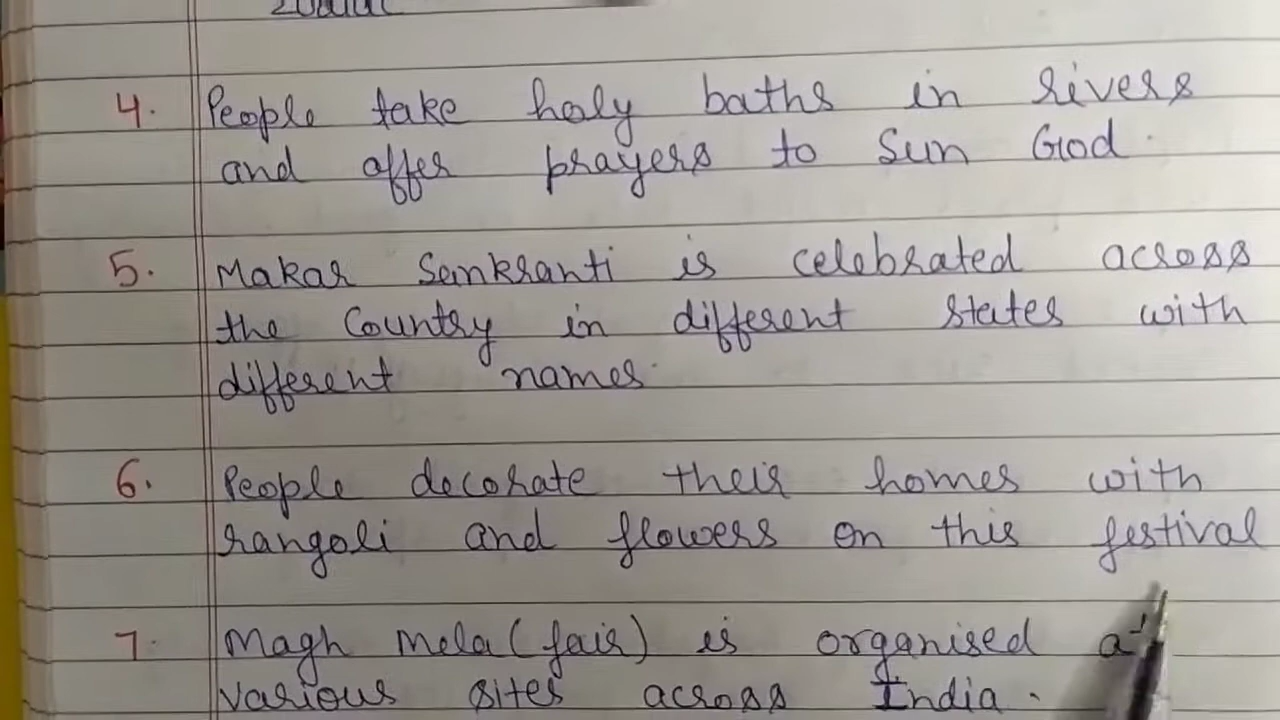 4. People take holy baths in rivers
and offer prayers to Sun God.
5. Makar Sankranti is celebrated across
the Country in different states with
different names.
6. People decorate their homes with
rangoli and flowers on this festival
7. Magh Mela (fair) is organised at
various sites across India.